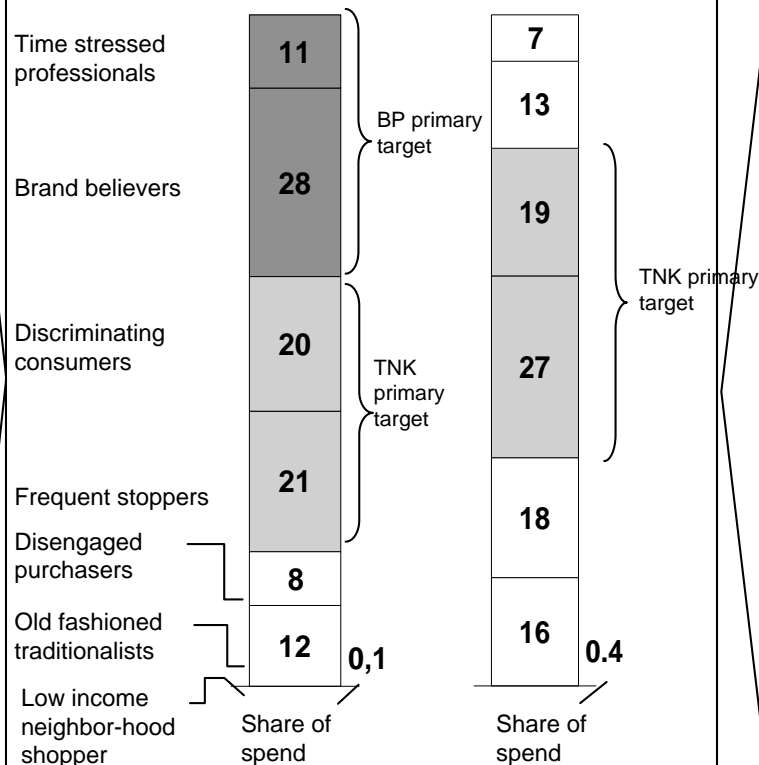 Time stressed
professionals
11
7
BP primary
target
13
Brand believers
28
19
TNK primary
target
Discriminating
consumers
20
TNK
primary
target
27
Frequent stoppers
21
18
Disengaged
purchasers
8
Old fashioned
traditionalists
12
0,1
16
0.4
Low income
neighbor-hood
shopper
Share of
spend
Share of
spend